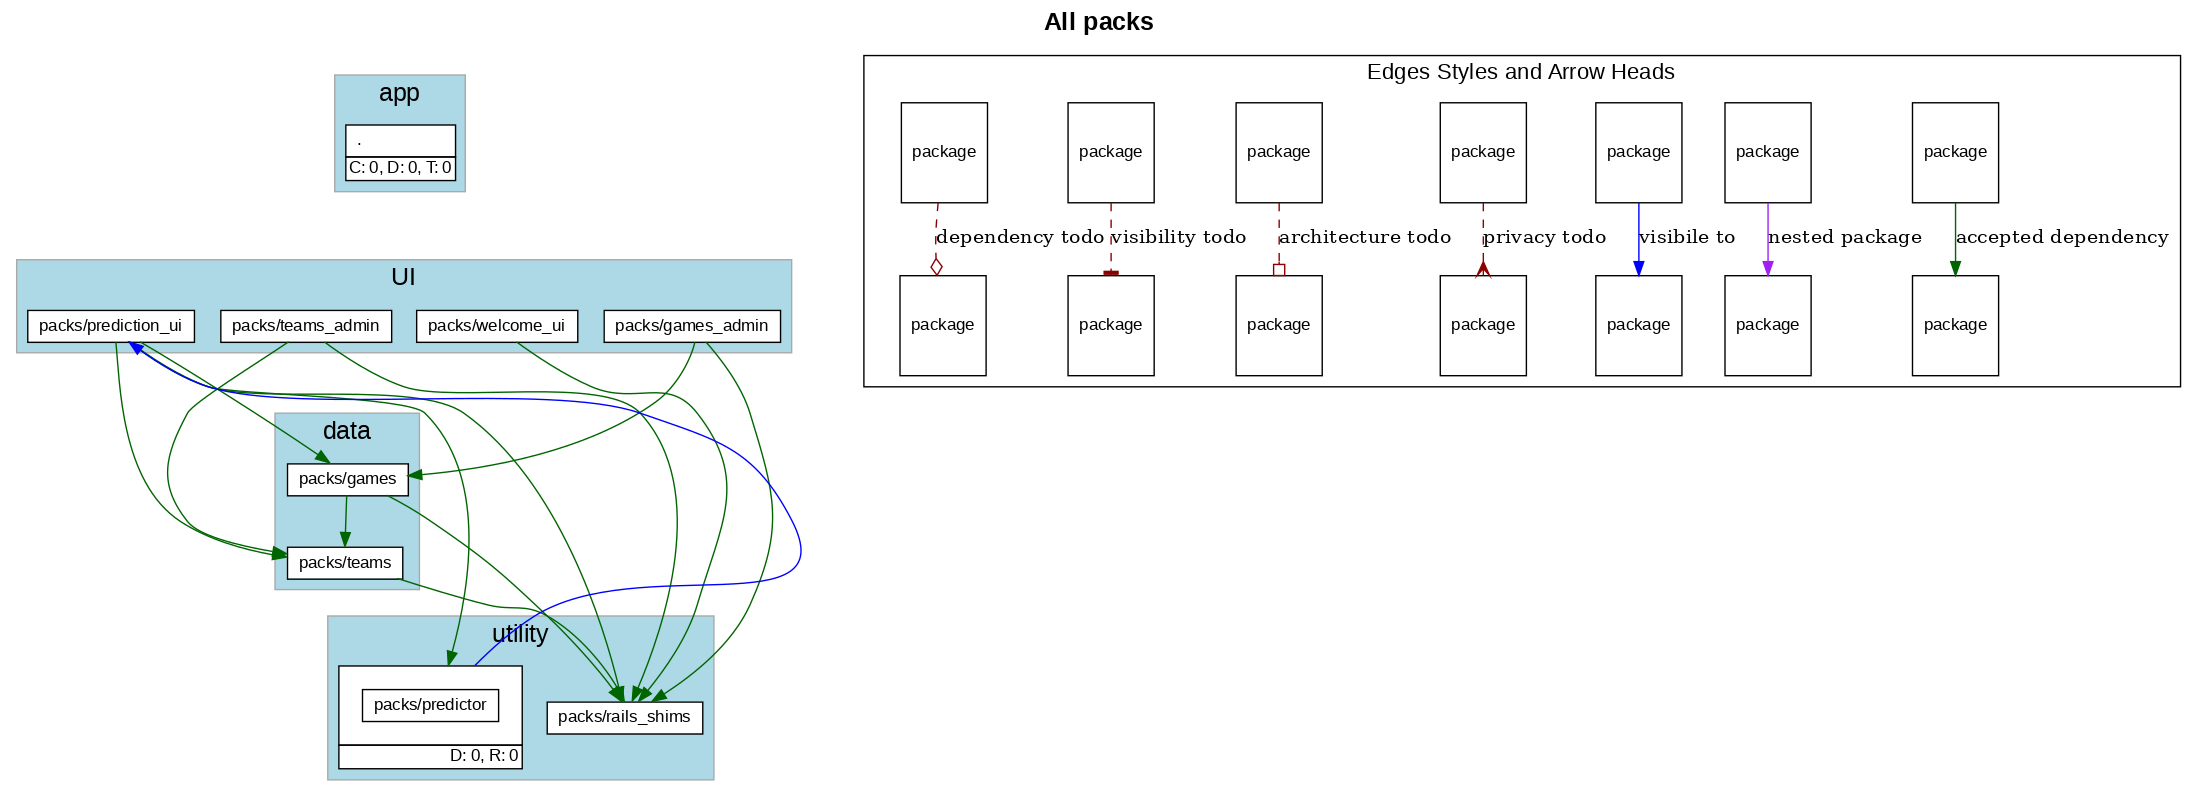 All packs
app
.
C: 0, D: 0, T: 0
UI
packs/prediction_ui
packs/teams_admin
packs/welcome_ui
packs/games_admin
data
packs/games
packs/teams
utility
packs/predictor
D: 0, R: 0
packs/rails_shims
Edges Styles and Arrow Heads
package
package
package
package
package
package
package
dependency todo
visibility todo
architecture todo
privacy todo
visibile to
nested package
accepted dependency
package
package
package
package
package
package
package